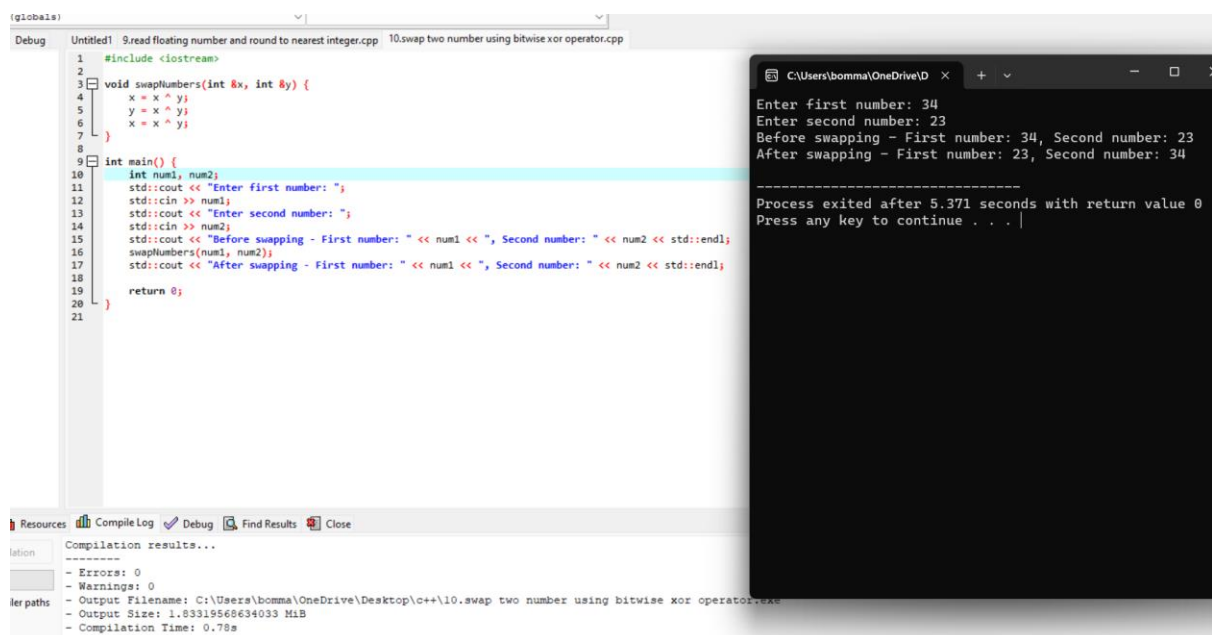 (globals)
Debug
Untitled1 9.read floating number and round to nearest integer.cpp 10.swap two number using bitwise xor operator.cpp
1 #include <iostream>
2
3 void swapNumbers(int &x, int &y) {
4 x = x ^ y;
5 y = x ^ y;
6 x = x ^ y;
7 }
8
9 int main() {
10 int num1, num2;
11 std::cout << "Enter first number: ";
12 std::cin >> num1;
13 std::cout << "Enter second number: ";
14 std::cin >> num2;
15 std::cout << "Before swapping - First number: " << num1 << ", Second number: " << num2 << std::endl;
16 swapNumbers(num1, num2);
17 std::cout << "After swapping - First number: " << num1 << ", Second number: " << num2 << std::endl;
18
19 return 0;
20 }
21
C:\Users\bomma\OneDrive\D
Enter first number: 34
Enter second number: 23
Before swapping - First number: 34, Second number: 23
After swapping - First number: 23, Second number: 34
--------------------------------
Process exited after 5.371 seconds with return value 0
Press any key to continue . . .
Resources Compile Log Debug Find Results Close
Compilation results...
--------
- Errors: 0
- Warnings: 0
- Output Filename: C:\Users\bomma\OneDrive\Desktop\c++\10.swap two number using bitwise xor operator.exe
- Output Size: 1.83319568634033 MiB
- Compilation Time: 0.78s
lation
iler paths